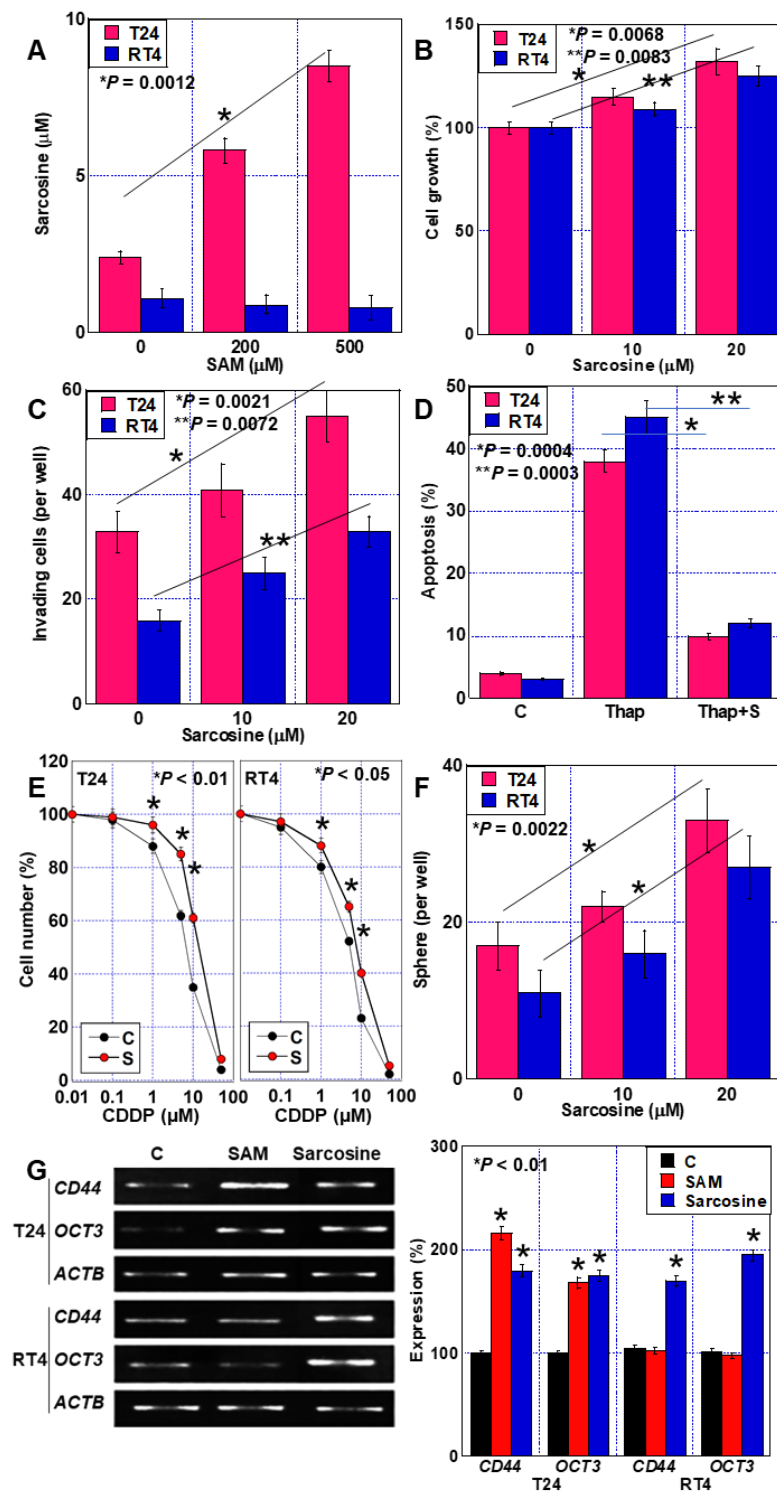 A
T24
RT4
*P = 0.0012
*
10
5
0
Sarcosine (µM)
0 200 500
SAM (µM)
B
T24
RT4
*P = 0.0068
**P = 0.0083
* **
150
100
50
0
Cell growth (%)
0 10 20
Sarcosine (µM)
C
T24
RT4
*P = 0.0021
**P = 0.0072
*
**
60
40
20
0
Invading cells (per well)
0 10 20
Sarcosine (µM)
D
T24
RT4
*P = 0.0004
**P = 0.0003
**
*
50
40
30
20
10
0
Apoptosis (%)
C Thap Thap+S
E
T24 *P < 0.01
* * *
120
100
80
60
40
20
0
Cell number (%)
C
S
0.01 0.1 1 10 100
CDDP (µM)
RT4 *P < 0.05
* * *
C
S
0.1 1 10 100
CDDP (µM)
F
T24
RT4
*P = 0.0022
* *
40
20
0
Sphere (per well)
0 10 20
Sarcosine (µM)
G
C SAM Sarcosine
T24
CD44
OCT3
ACTB
RT4
CD44
OCT3
ACTB
*P < 0.01
C
SAM
Sarcosine
* * * * * *
300
200
100
0
Expression (%)
CD44 OCT3 CD44 OCT3
T24 RT4